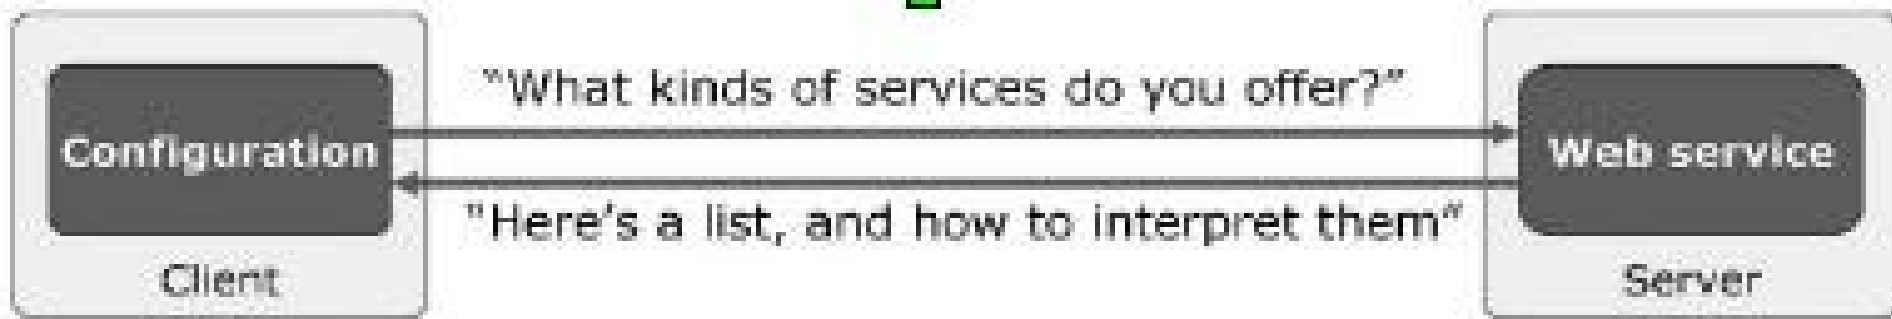 "What kinds of services do you offer?"
Configuration
Web service
"Here's a list, and how to interpret them"
Client
Server